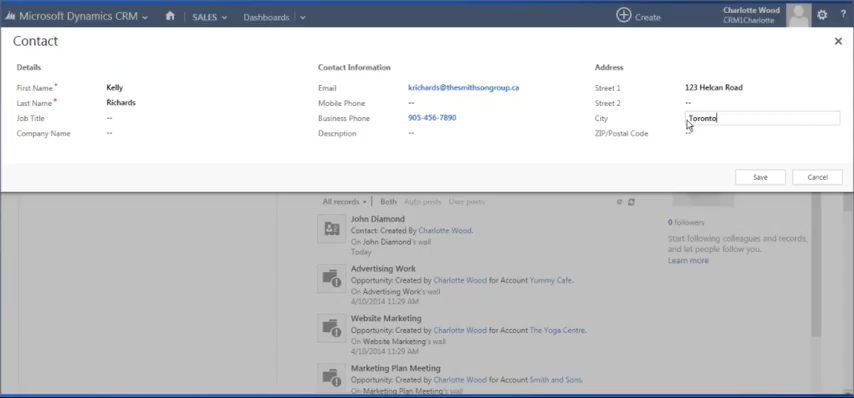 Microsoft Dynamics CRM SALES Dashboards Create Charlotte Wood
CRM1Charlotte ?
Contact
Details
First Name * Kelly
Last Name * Richards
Job Title --
Company Name --
Contact Information
Email krichards@thesmithsongroup.ca
Mobile Phone --
Business Phone 905-456-7890
Description --
Address
Street 1 123 Helcan Road
Street 2 --
City Toronto
ZIP/Postal Code --
Save Cancel
All records Both Auto posts User posts
John Diamond
Contact: Created By Charlotte Wood.
On John Diamond's wall
Today
Advertising Work
Opportunity: Created by Charlotte Wood for Account Yummy Cafe.
On Advertising Work's wall
4/10/2014 11:29 AM
Website Marketing
Opportunity: Created by Charlotte Wood for Account The Yoga Centre.
On Website Marketing's wall
4/10/2014 11:29 AM
Marketing Plan Meeting
Opportunity: Created by Charlotte Wood for Account Smith and Sons.
On Marketing Plan Meeting's wall
0 followers
Start following colleagues and records,
and let people follow you.
Learn more